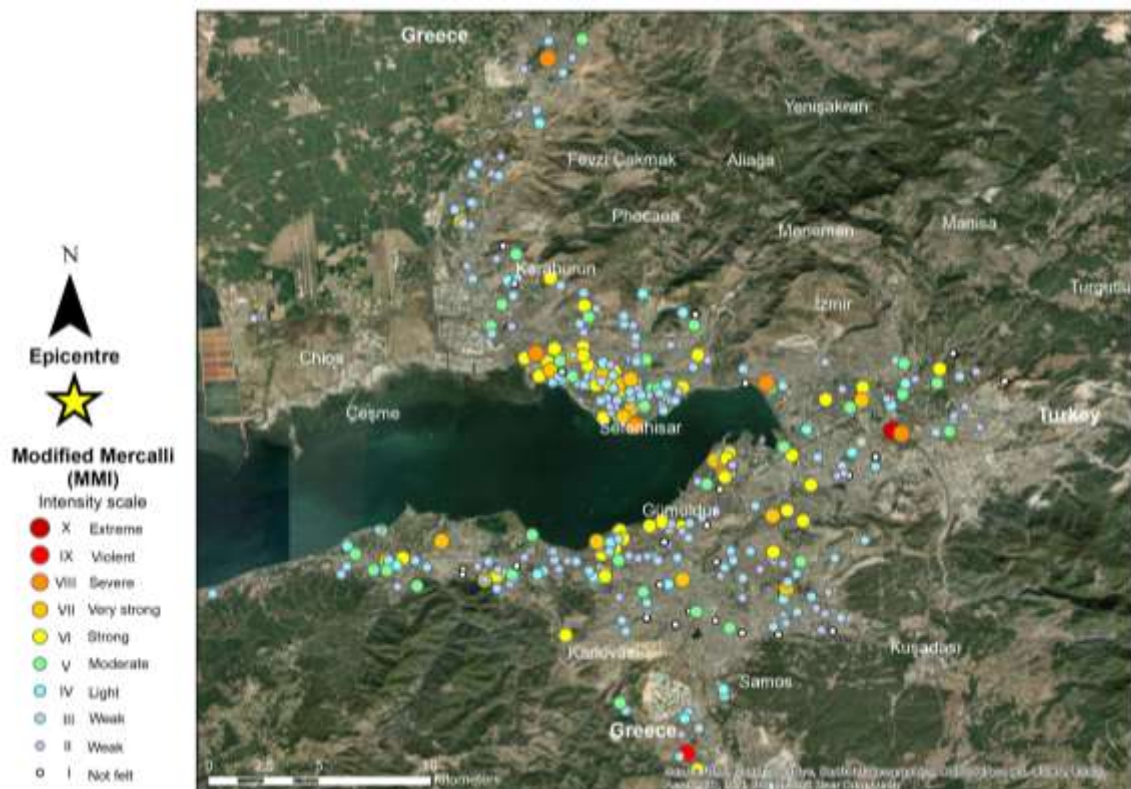 Greece
Yenişakran
Fevzi Çakmak
Aliağa
Phocaea
Menemen
Manisa
N
Karaburun
Turgutlu
İzmir
Epicentre
Chios
Çeşme
Turkey
Seferihisar
Modified Mercalli
(MMI)
Intensity scale
Gümüldür
X Extreme
IX Violent
VIII Severe
VII Very strong
VI Strong
Karlovasi
Kuşadası
V Moderate
IV Light
Samos
III Weak
Greece
II Weak
I Not felt
0 2.5 5 10
Kilometers